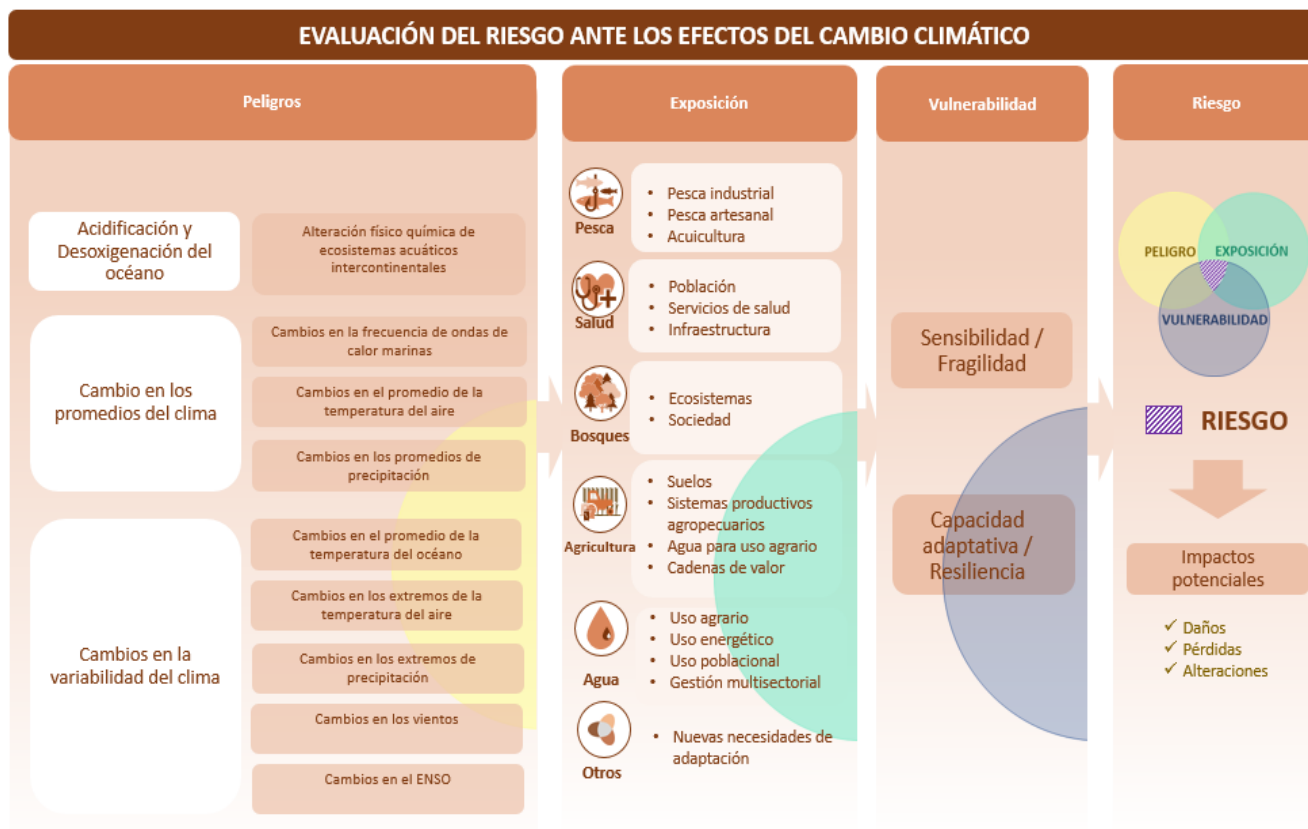 EVALUACIÓN DEL RIESGO ANTE LOS EFECTOS DEL CAMBIO CLIMÁTICO
Peligros
Acidificación y
Desoxigenación del
océano
Alteración físico química de
ecosistemas acuáticos
intercontinentales
Cambio en los
promedios del clima
Cambios en la frecuencia de ondas de
calor marinas
Cambios en el promedio de la
temperatura del aire
Cambios en los promedios de
precipitación
Cambios en la
variabilidad del clima
Cambios en el promedio de la
temperatura del océano
Cambios en los extremos de la
temperatura del aire
Cambios en los extremos de
precipitación
Cambios en los vientos
Cambios en el ENSO
Exposición
Pesca
• Pesca industrial
• Pesca artesanal
• Acuicultura
Salud
• Población
• Servicios de salud
• Infraestructura
Bosques
• Ecosistemas
• Sociedad
Agricultura
• Suelos
• Sistemas productivos
agropecuarios
• Agua para uso agrario
• Cadenas de valor
Agua
• Uso agrario
• Uso energético
• Uso poblacional
• Gestión multisectorial
Otros
• Nuevas necesidades de
adaptación
Vulnerabilidad
Sensibilidad /
Fragilidad
Capacidad
adaptativa /
Resiliencia
Riesgo
PELIGRO
EXPOSICIÓN
VULNERABILIDAD
RIESGO
Impactos
potenciales
✓ Daños
✓ Pérdidas
✓ Alteraciones